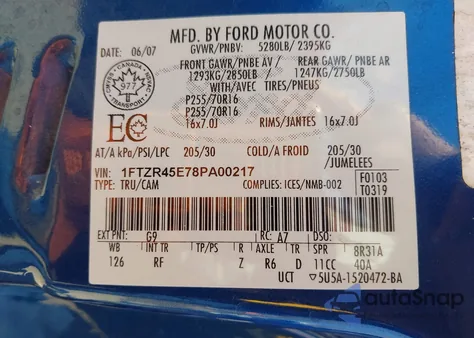 MFD. BY FORD MOTOR CO.
DATE: 06/07 GVWR/PNBV: 5280LB/ 2395KG
FRONT GAWR/ PNBE AV / REAR GAWR/ PNBE AR
1293KG/2850LB 1247KG/2750LB
WITH/AVEC TIRES/PNEUS
P255/70R16 P255/70R16
16x7.0J RIMS/JANTES 16x7.0J
CANADA
977
TRANSPORT
EC
AT/A kPa/PSI/LPC 205/30 COLD/A FROID 205/30
/JUMELEES
VIN: 1FTZR45E78PA00217
TYPE: TRU/CAM COMPLIES: ICES/NMB-002
F0103
T0319
EXT PNT: G9 RC: A7 DSO:
WB INT TR TP/PS R AXLE TR SPR 8R31A
126 RF Z R6 D 11CC 40A
UCT 5U5A-1520472-BA
AutoSnap